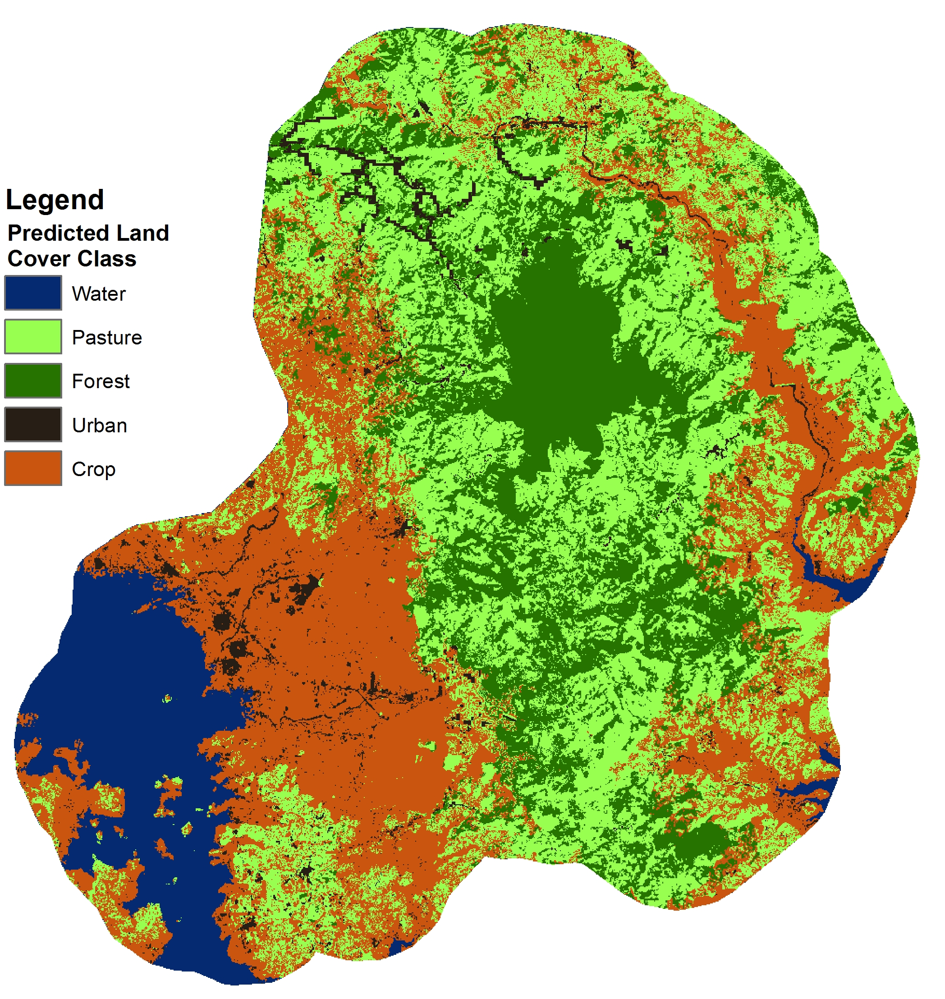 Legend
Predicted Land
Cover Class
Water
Pasture
Forest
Urban
Crop